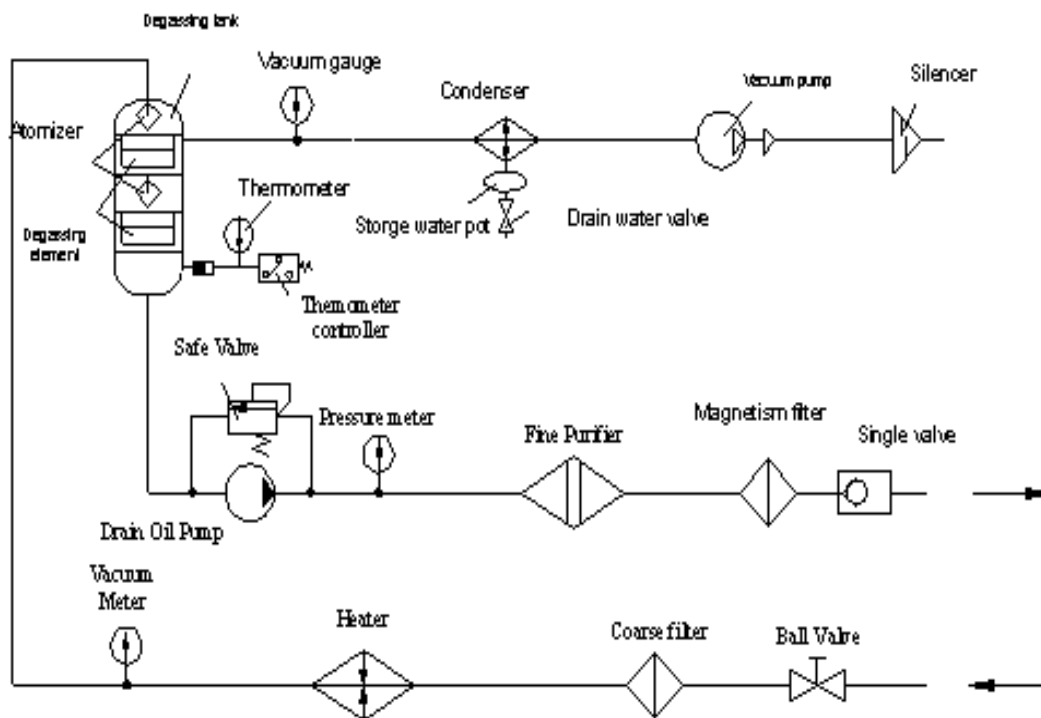 Degassing tank
Vacuum gauge
Condenser
Vacuum pump
Silencer
Atomizer
Thermometer
Storge water pot
Drain water valve
Degassing
element
Thermometer
controller
Safe Valve
Pressure meter
Fine Purifier
Magnetism filter
Single valve
Drain Oil Pump
Vacuum
Meter
Heater
Coarse filter
Ball Valve